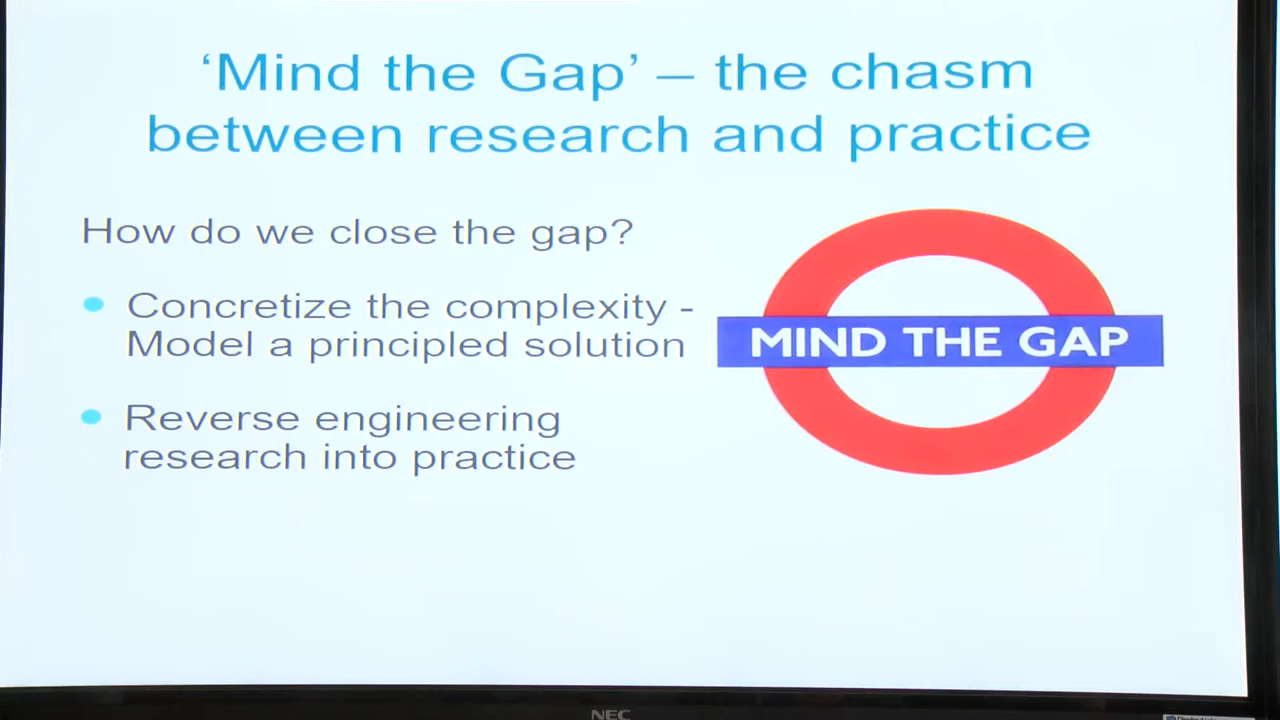 ‘Mind the Gap’ – the chasm
between research and practice
How do we close the gap?
Concretize the complexity -
Model a principled solution
Reverse engineering
research into practice
MIND THE GAP
NEC